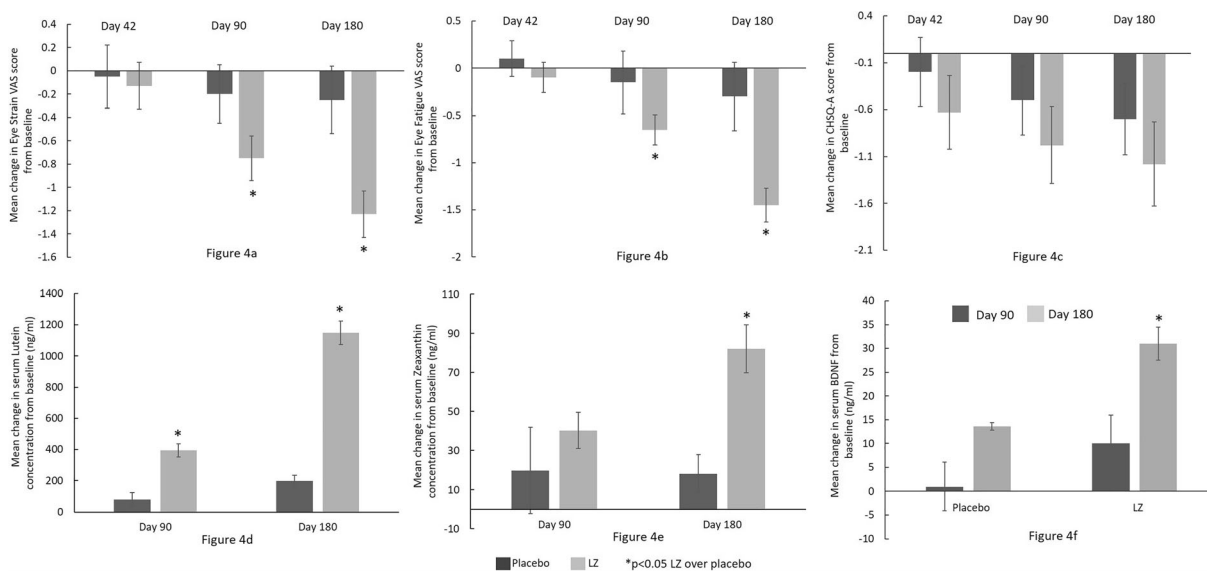 Mean change in Eye Strain VAS score
from baseline
0.4
0.2
0
-0.2
-0.4
-0.6
-0.8
-1
-1.2
-1.4
-1.6
Day 42
Day 90
Day 180
*
*
Figure 4a
Mean change in Eye Fatigue VAS score
from baseline
0.5
0
-0.5
-1
-1.5
-2
Day 42
Day 90
Day 180
*
*
Figure 4b
Mean change in CHSQ-A score from
baseline
0.4
-0.1
-0.6
-1.1
-1.6
-2.1
Day 42
Day 90
Day 180
Figure 4c
Mean change in serum Lutein
concentration from baseline (ng/ml)
1400
1200
1000
800
600
400
200
0
*
*
Day 90
Day 180
Figure 4d
Mean change in serum Zeaxanthin
concentration from baseline (ng/ml)
110
90
70
50
30
10
-10
*
Day 90
Day 180
Figure 4e
Mean change in serum BDNF from
baseline (ng/ml)
40
35
30
25
20
15
10
5
0
-5
-10
Day 90
Day 180
*
Placebo
LZ
Figure 4f
Placebo
LZ
*p<0.05 LZ over placebo